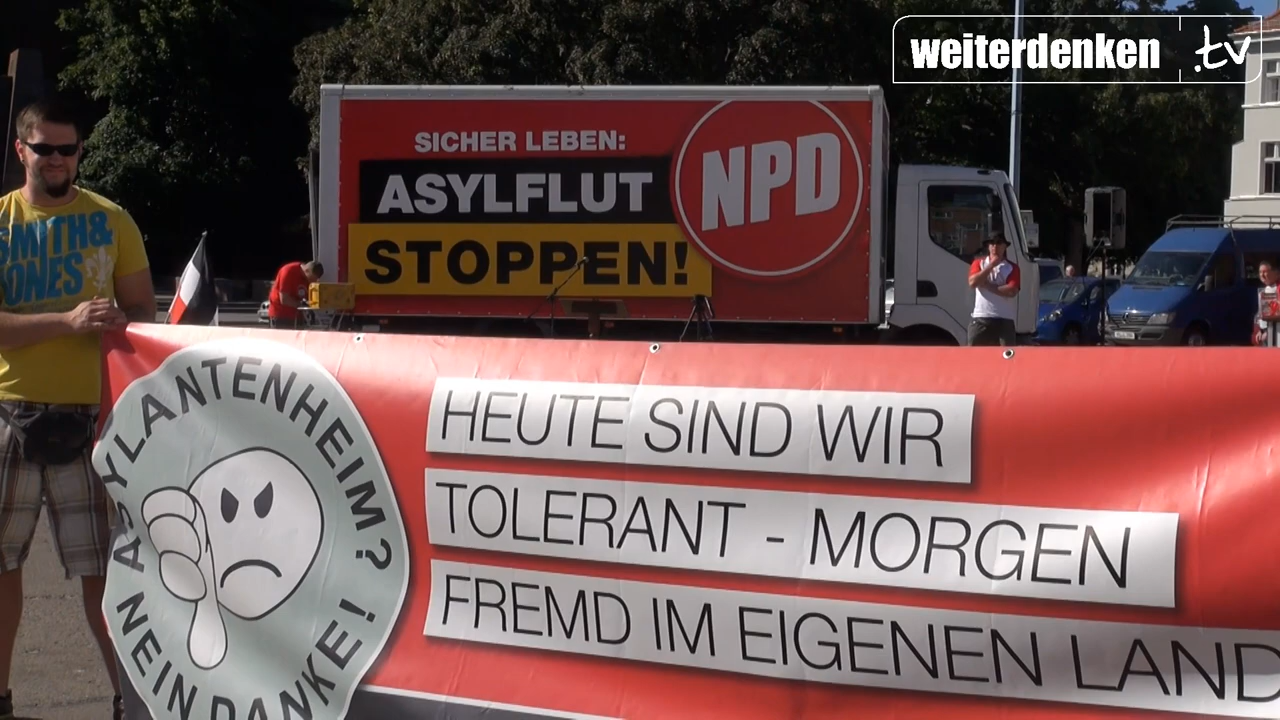 weiterdenken .tv
SICHER LEBEN:
ASYLFLUT
STOPPEN!
NPD
SMITH&
JONES
ASYLANTENHEIM?
NEIN DANKE!
HEUTE SIND WIR
TOLERANT - MORGEN
FREMD IM EIGENEN LAND